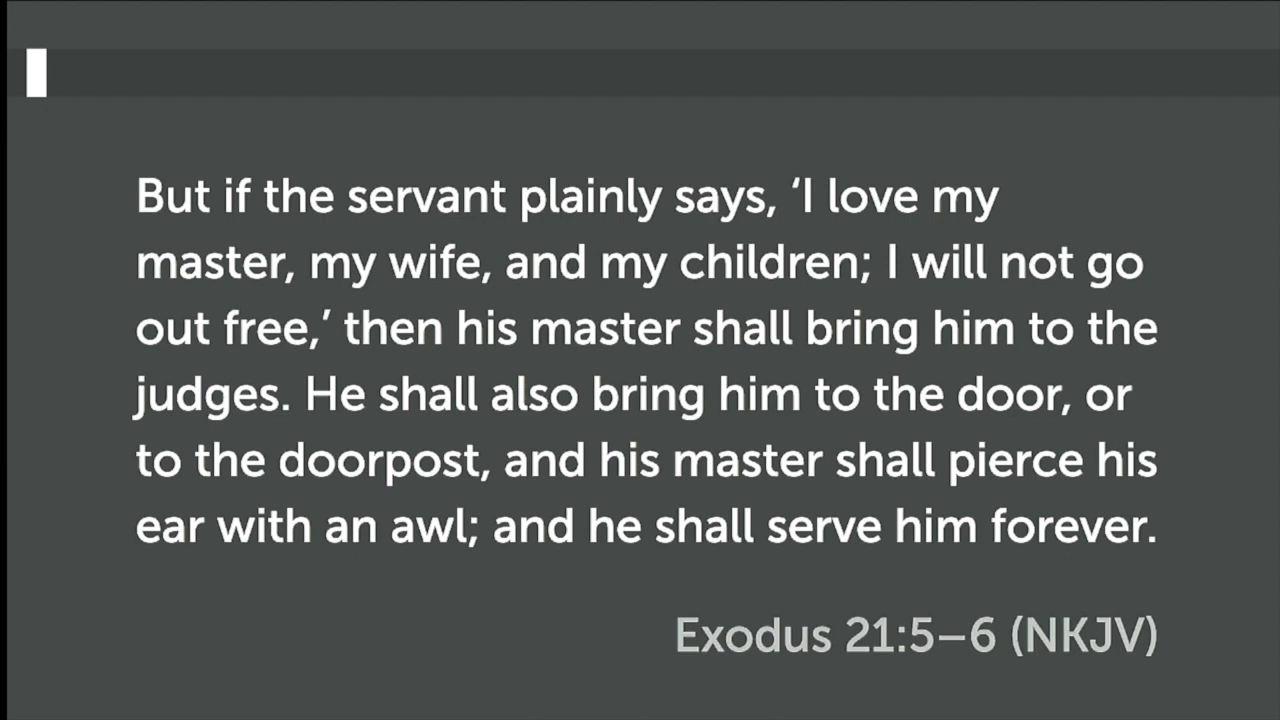 But if the servant plainly says, ‘I love my
master, my wife, and my children; I will not go
out free,’ then his master shall bring him to the
judges. He shall also bring him to the door, or
to the doorpost, and his master shall pierce his
ear with an awl; and he shall serve him forever.
Exodus 21:5–6 (NKJV)